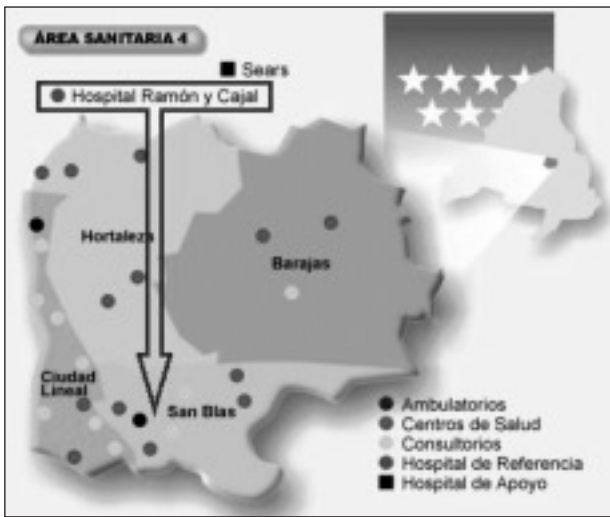 ÁREA SANITARIA 4
Sears
Hospital Ramón y Cajal
Hortaleza
Barajas
Ciudad
Lineal
San Blas
Ambulatorios
Centros de Salud
Consultorios
Hospital de Referencia
Hospital de Apoyo